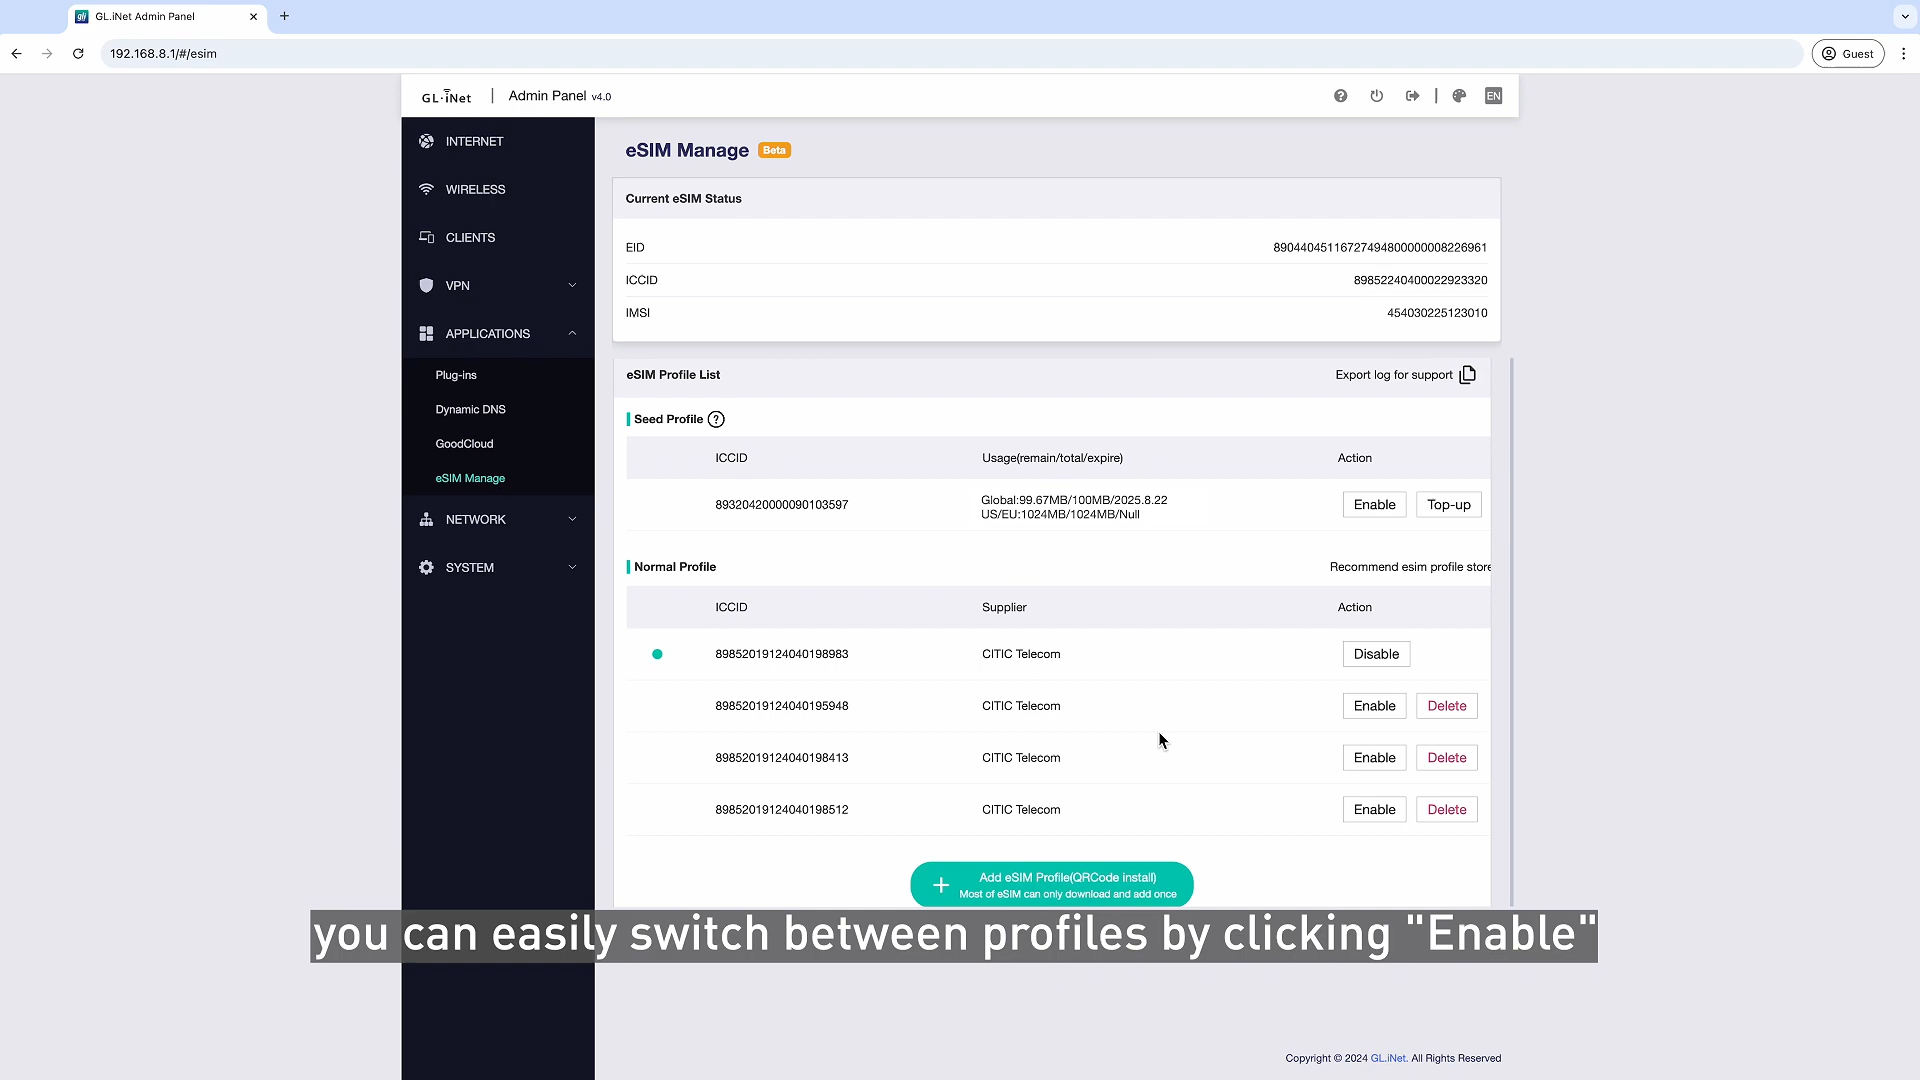 GL.iNet Admin Panel
192.168.8.1/#/esim
Guest
GL·iNet | Admin Panel v4.0
EN
INTERNET
WIRELESS
CLIENTS
VPN
APPLICATIONS
Plug-ins
Dynamic DNS
GoodCloud
eSIM Manage
NETWORK
SYSTEM
eSIM Manage Beta
Current eSIM Status
EID 89044045116727494800000008226961
ICCID 89852240400022923320
IMSI 454030225123010
eSIM Profile List Export log for support
Seed Profile ?
ICCID Usage(remain/total/expire) Action
89320420000090103597 Global:99.67MB/100MB/2025.8.22 Enable Top-up
US/EU:1024MB/1024MB/Null
Normal Profile Recommend esim profile store
ICCID Supplier Action
89852019124040198983 CITIC Telecom Disable
89852019124040195948 CITIC Telecom Enable Delete
89852019124040198413 CITIC Telecom Enable Delete
89852019124040198512 CITIC Telecom Enable Delete
+ Add eSIM Profile(QRCode install)
Most of eSIM can only download and add once
you can easily switch between profiles by clicking "Enable"
Copyright © 2024 GL.iNet. All Rights Reserved